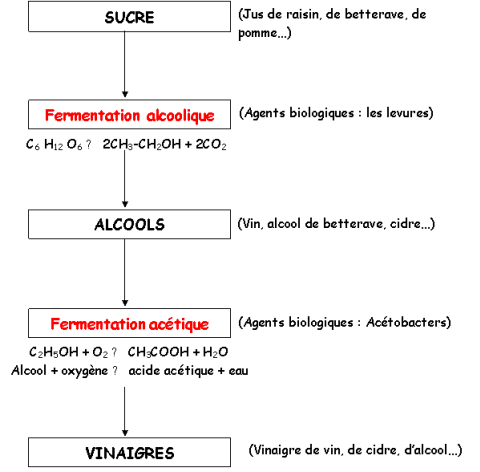 SUCRE
(Jus de raisin, de betterave, de
pomme...)
Fermentation alcoolique
(Agents biologiques : les levures)
C₆ H₁₂ O₆ ? 2CH₃-CH₂OH + 2CO₂
ALCOOLS
(Vin, alcool de betterave, cidre...)
Fermentation acétique
(Agents biologiques : Acétobacters)
C₂H₅OH + O₂ ? CH₃COOH + H₂O
Alcool + oxygène ? acide acétique + eau
VINAIGRES
(Vinaigre de vin, de cidre, d'alcool...)